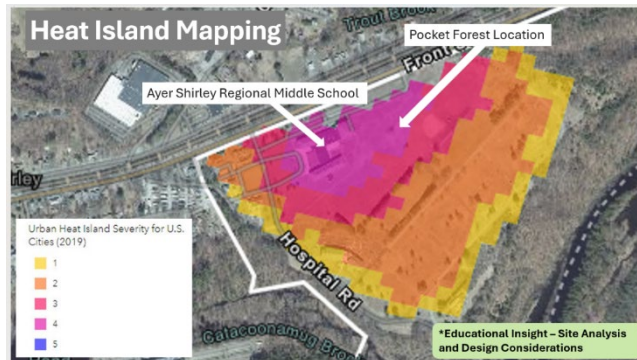 Heat Island Mapping
Trout Brook
Pocket Forest Location
Front
Ayer Shirley Regional Middle School
rley
Urban Heat Island Severity for U.S.
Cities (2019)
1
2
3
4
5
Hospital Rd
Catacoonamug Brook
*Educational Insight – Site Analysis
and Design Considerations